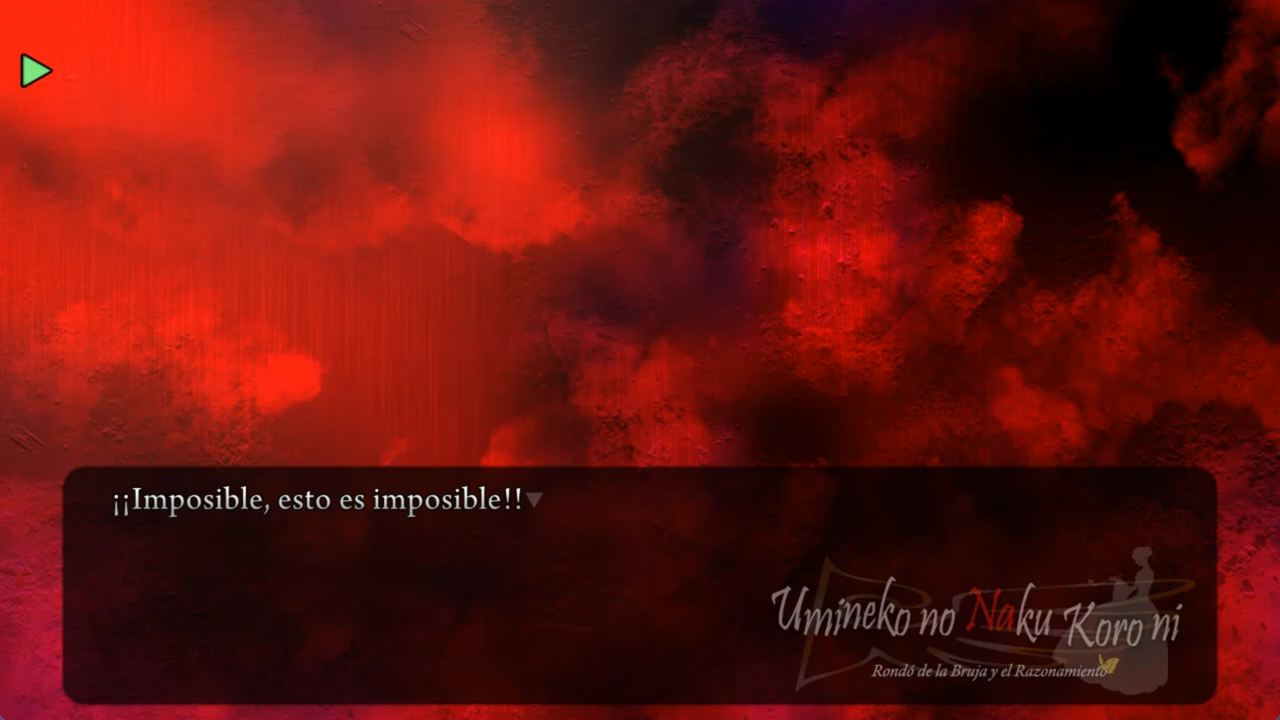 ¡¡Imposible, esto es imposible!!
Umineko no Naku Koro ni
Rondó de la Bruja y el Razonamiento